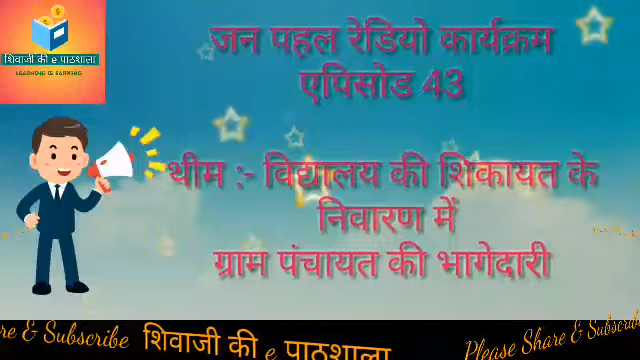 शिवाजी की e पाठशाला
LEARNING IS EARNING
जन पहल रेडियो कार्यक्रम
एपिसोड 43
थीम :- विद्यालय की शिकायत के
निवारण में
ग्राम पंचायत की भागेदारी
re & Subscribe शिवाजी की e पाठशाला Please Share & Subscrib